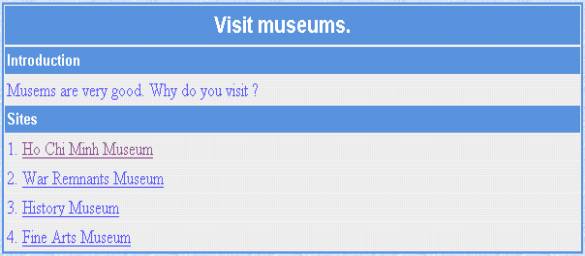 Visit museums.
Introduction
Musems are very good. Why do you visit ?
Sites
1. Ho Chi Minh Museum
2. War Remnants Museum
3. History Museum
4. Fine Arts Museum